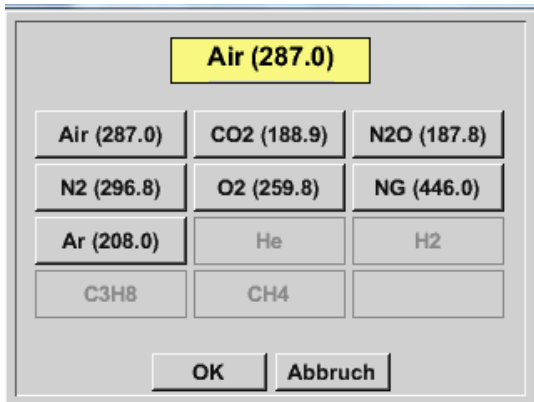 Air (287.0)
Air (287.0) CO2 (188.9) N2O (187.8)
N2 (296.8) O2 (259.8) NG (446.0)
Ar (208.0) He H2
C3H8 CH4
OK Abbruch